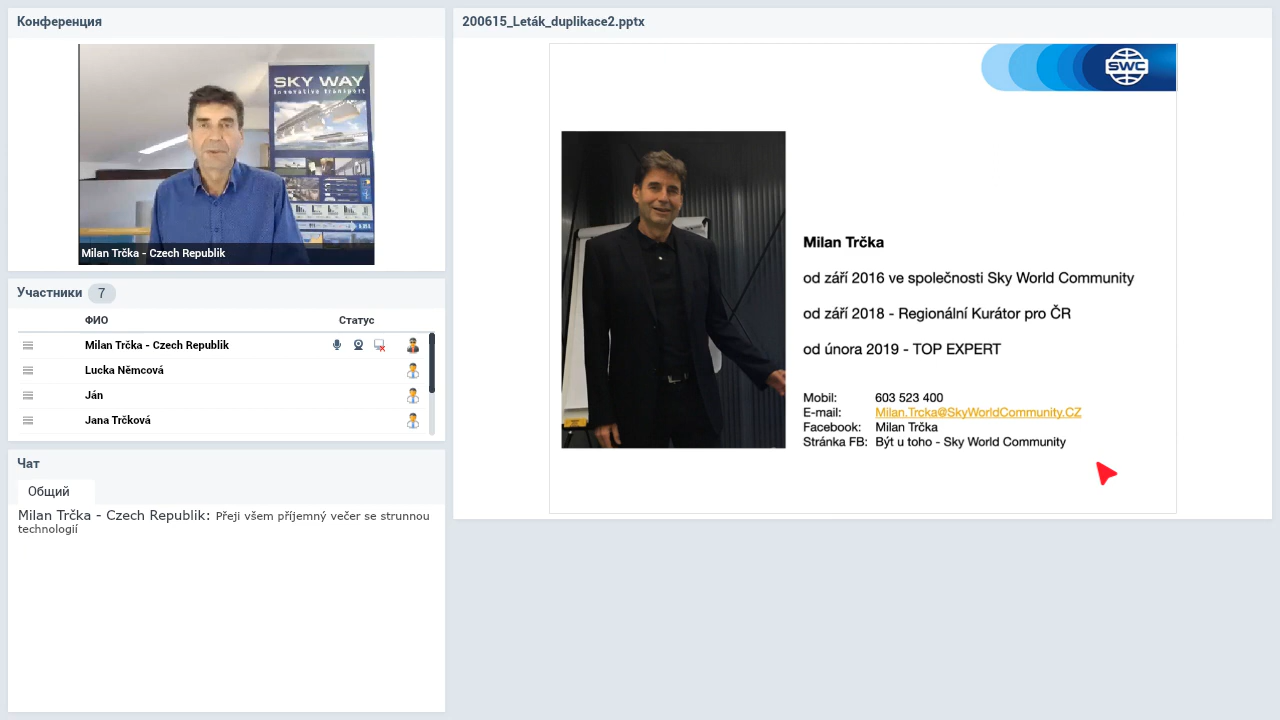 Конференция
SKY WAY
Innovative Transport
Milan Trčka - Czech Republik
Участники 7
ФИО Статус
Milan Trčka - Czech Republik
Lucka Němcová
Ján
Jana Trčková
Чат
Общий
Milan Trčka - Czech Republik: Přeji všem příjemný večer se strunnou
technologií
200615_Leták_duplikace2.pptx
SWC
Milan Trčka
od září 2016 ve společnosti Sky World Community
od září 2018 - Regionální Kurátor pro ČR
od února 2019 - TOP EXPERT
Mobil: 603 523 400
E-mail: Milan.Trcka@SkyWorldCommunity.CZ
Facebook: Milan Trčka
Stránka FB: Být u toho - Sky World Community